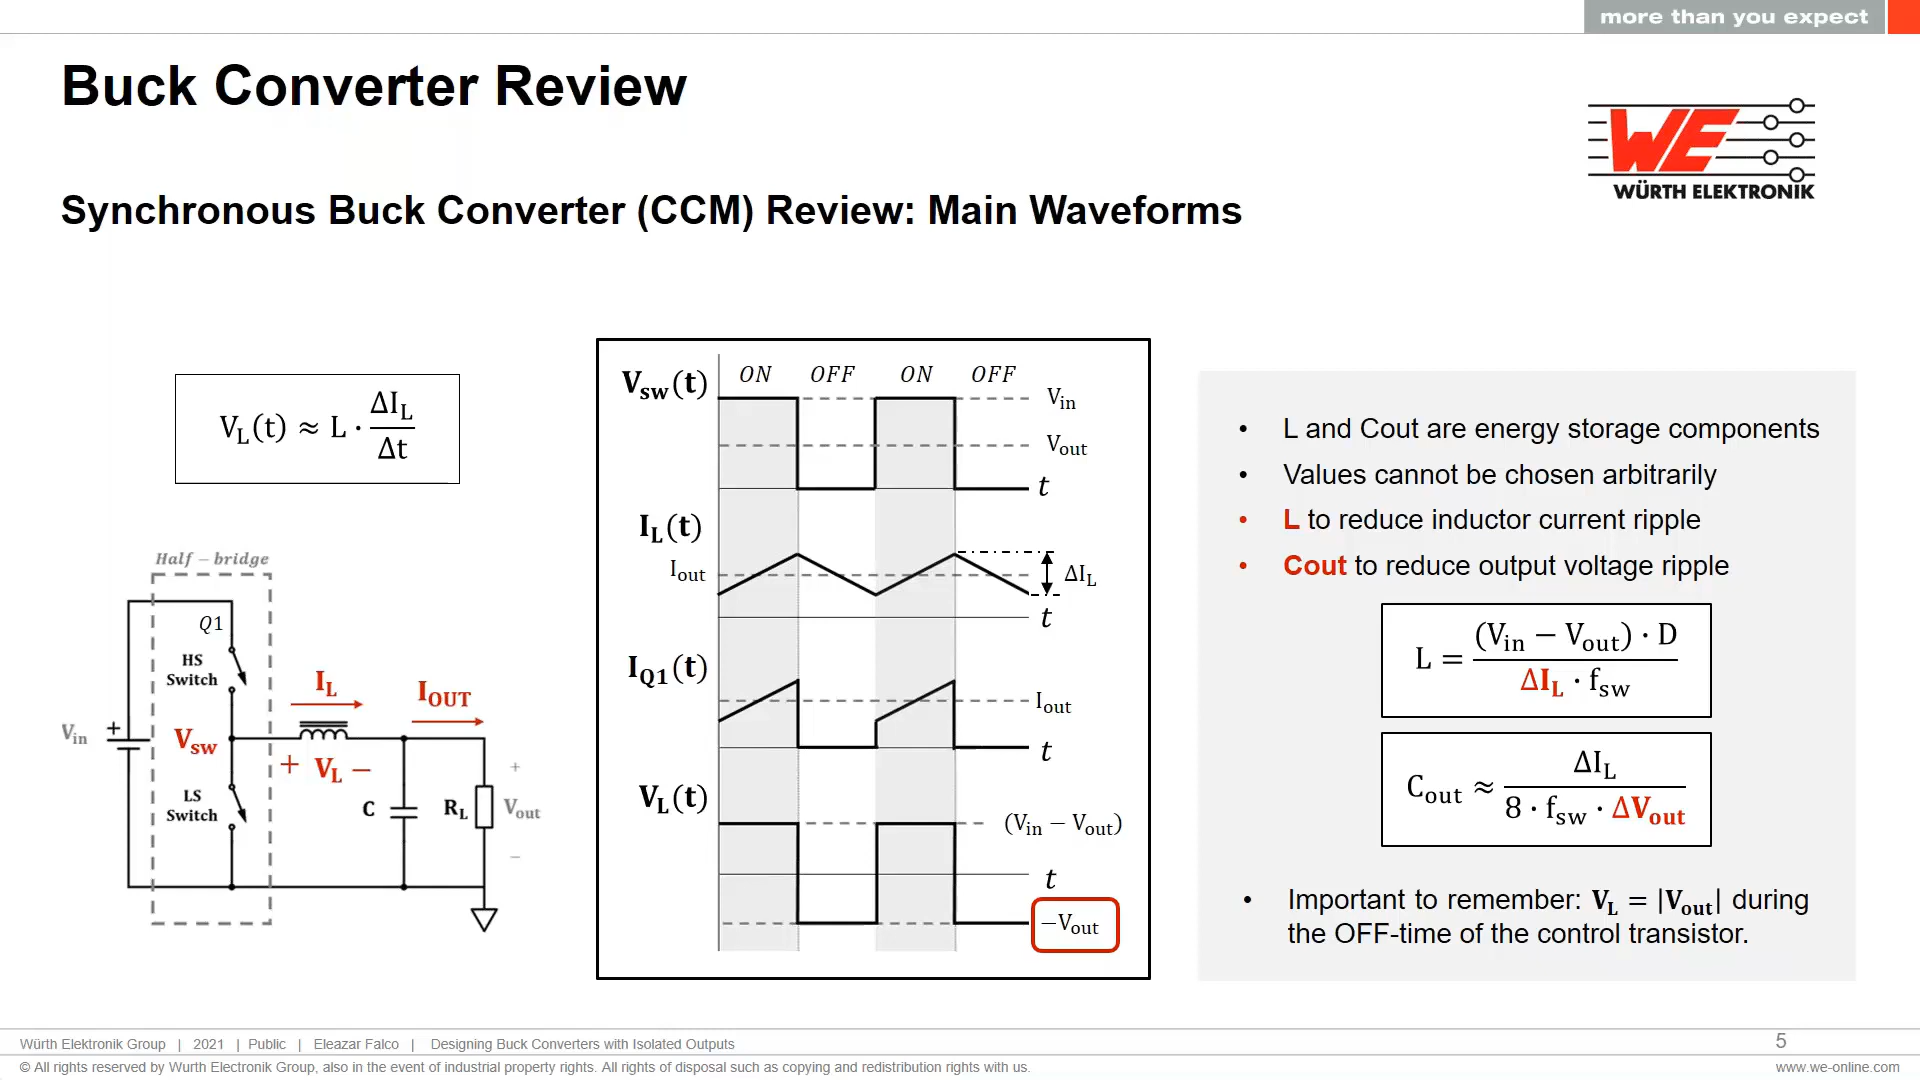 more than you expect
Buck Converter Review
WE
WÜRTH ELEKTRONIK
Synchronous Buck Converter (CCM) Review: Main Waveforms
V_L(t) ≈ L · ΔI_L / Δt
Half – bridge
Q1
HS
Switch
I_L
I_OUT
V_in
+
V_sw
+ V_L −
LS
Switch
C
R_L
+
V_out
−
V_sw(t)
ON OFF ON OFF
V_in
V_out
t
I_L(t)
I_out
ΔI_L
t
I_Q1(t)
I_out
t
V_L(t)
(V_in − V_out)
t
−V_out
• L and Cout are energy storage components
• Values cannot be chosen arbitrarily
• L to reduce inductor current ripple
• Cout to reduce output voltage ripple
L = (V_in − V_out) · D / ΔI_L · f_sw
C_out ≈ ΔI_L / 8 · f_sw · ΔV_out
• Important to remember: V_L = |V_out| during
the OFF-time of the control transistor.
Würth Elektronik Group | 2021 | Public | Eleazar Falco | Designing Buck Converters with Isolated Outputs
5
© All rights reserved by Wurth Electronik Group, also in the event of industrial property rights. All rights of disposal such as copying and redistribution rights with us.
www.we-online.com